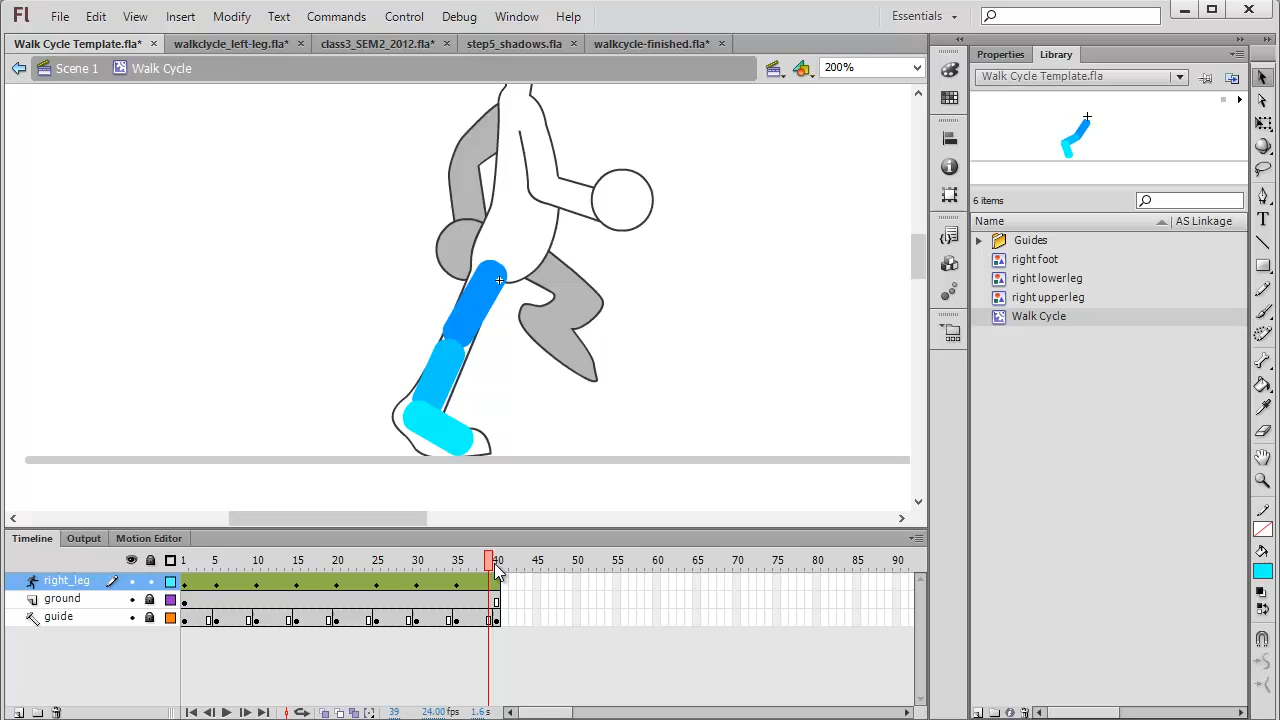 Fl File Edit View Insert Modify Text Commands Control Debug Window Help Essentials
Walk Cycle Template.fla* × walkclycle_left-leg.fla* × class3_SEM2_2012.fla* × step5_shadows.fla × walkcycle-finished.fla* ×
Scene 1 Walk Cycle 200%
Properties Library
Walk Cycle Template.fla
6 items
Name AS Linkage
Guides
right foot
right lowerleg
right upperleg
Walk Cycle
Timeline Output Motion Editor
1 5 10 15 20 25 30 35 40 45 50 55 60 65 70 75 80 85 90
right_leg
ground
guide
39 24.00 fps 1.6 s